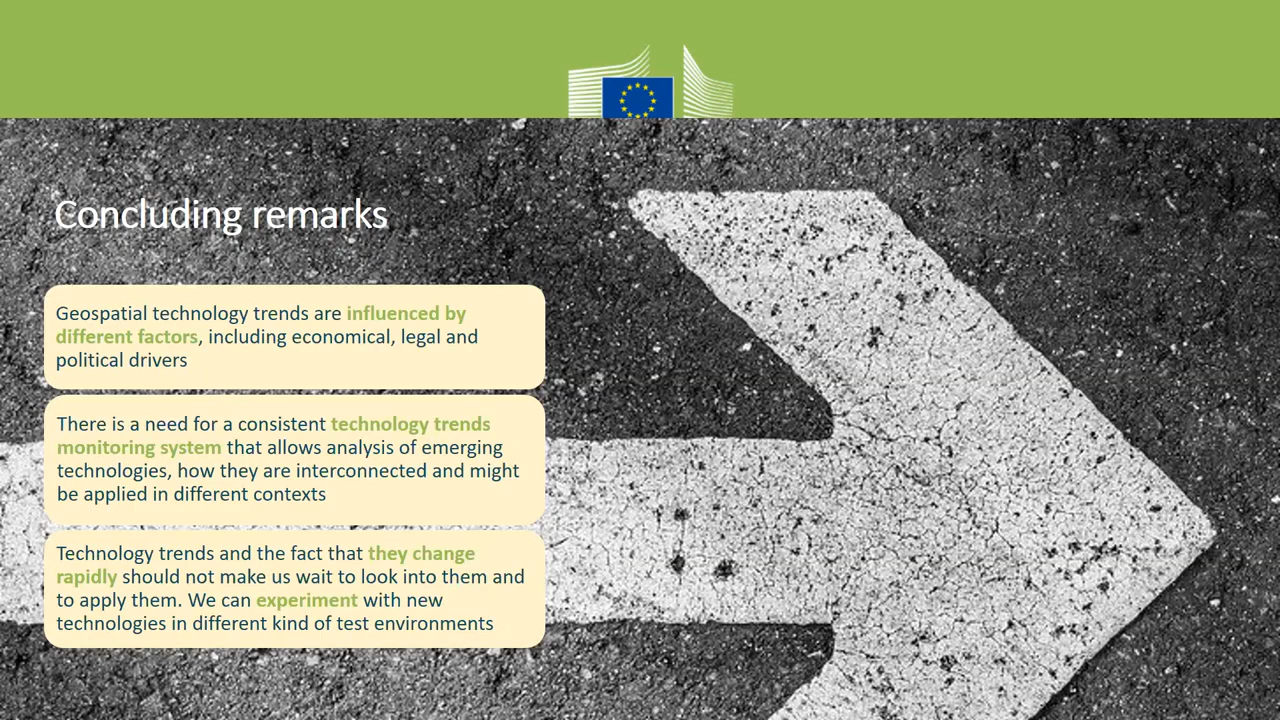 Concluding remarks
Geospatial technology trends are influenced by
different factors, including economical, legal and
political drivers
There is a need for a consistent technology trends
monitoring system that allows analysis of emerging
technologies, how they are interconnected and might
be applied in different contexts
Technology trends and the fact that they change
rapidly should not make us wait to look into them and
to apply them. We can experiment with new
technologies in different kind of test environments